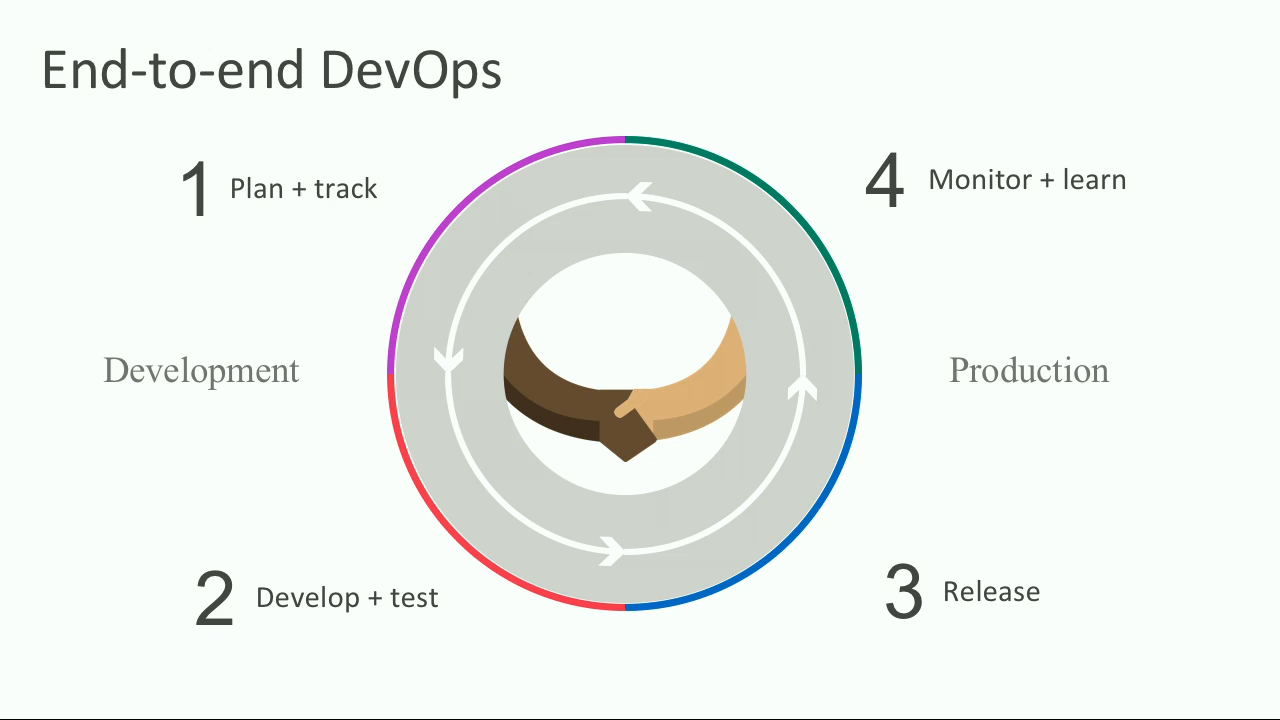 End-to-end DevOps
1 Plan + track
4 Monitor + learn
Development
Production
2 Develop + test
3 Release